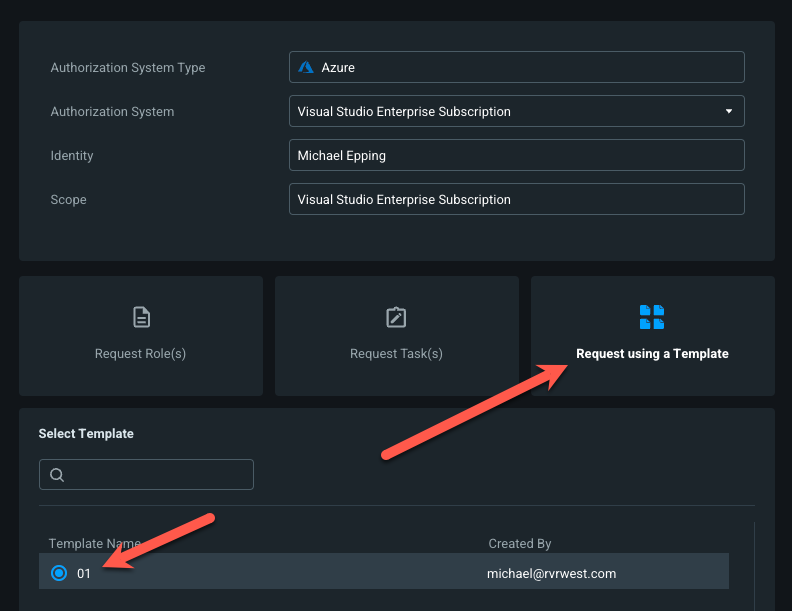 Authorization System Type
Azure
Authorization System
Visual Studio Enterprise Subscription
Identity
Michael Epping
Scope
Visual Studio Enterprise Subscription
Request Role(s)
Request Task(s)
Request using a Template
Select Template
Template Name
Created By
01
michael@rvrwest.com